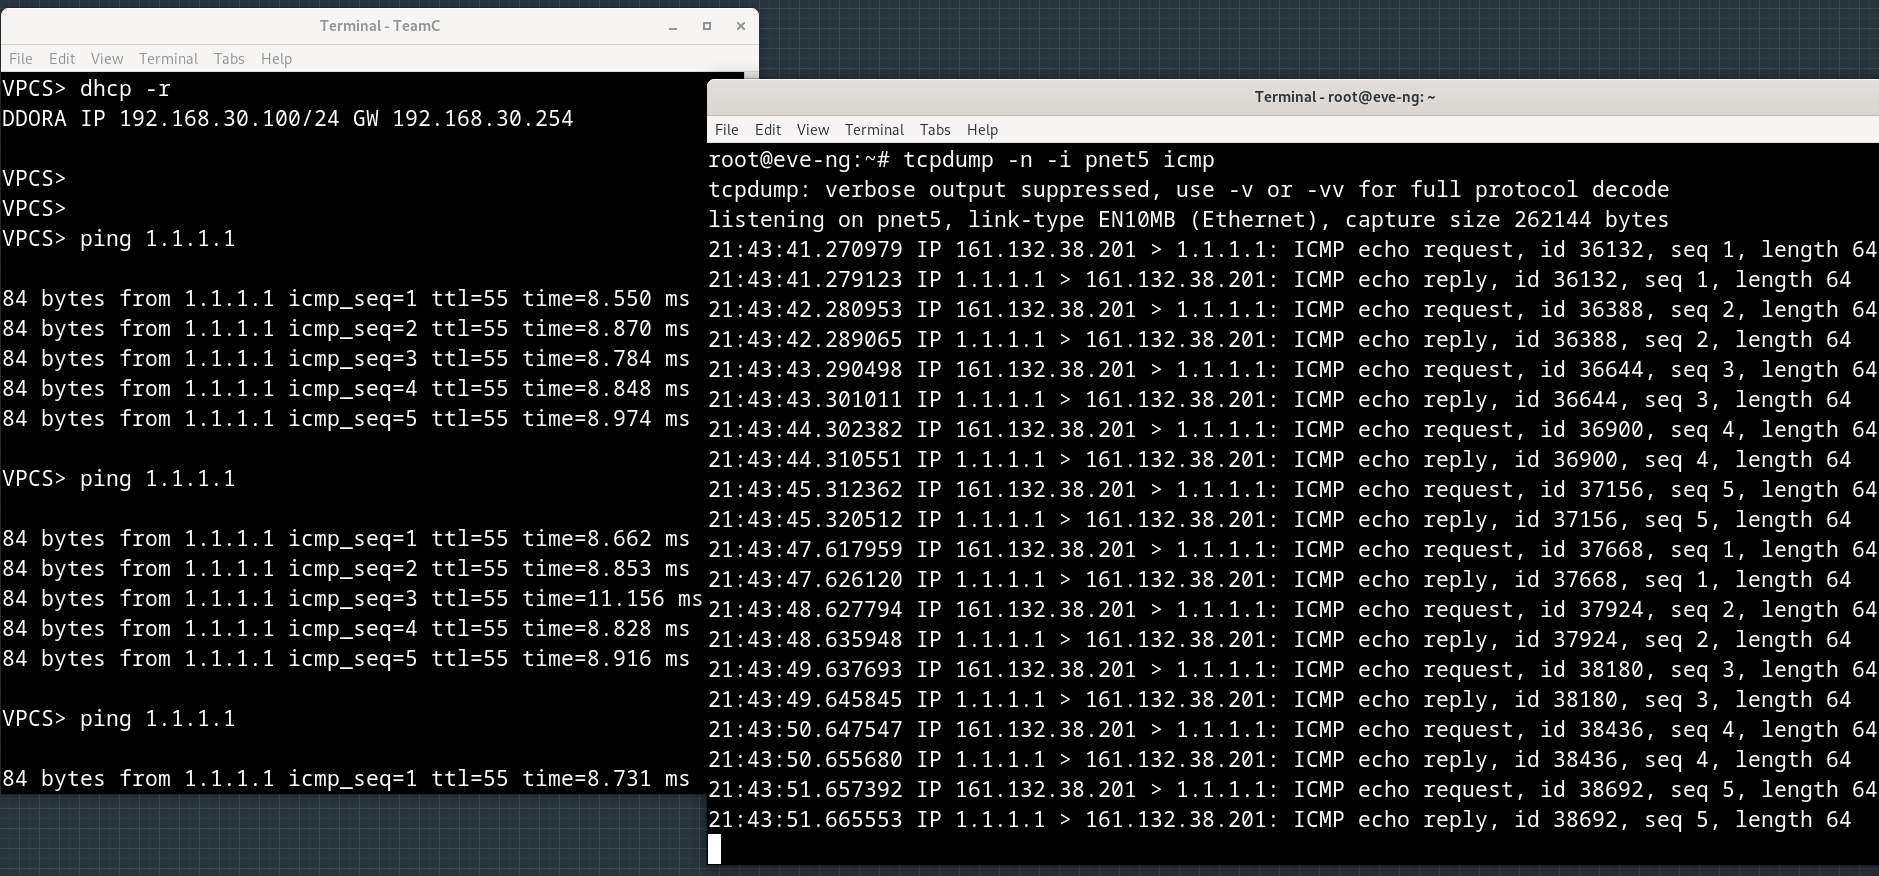 Terminal - TeamC
File Edit View Terminal Tabs Help
VPCS> dhcp -r
DDORA IP 192.168.30.100/24 GW 192.168.30.254
VPCS>
VPCS>
VPCS> ping 1.1.1.1
84 bytes from 1.1.1.1 icmp_seq=1 ttl=55 time=8.550 ms
84 bytes from 1.1.1.1 icmp_seq=2 ttl=55 time=8.870 ms
84 bytes from 1.1.1.1 icmp_seq=3 ttl=55 time=8.784 ms
84 bytes from 1.1.1.1 icmp_seq=4 ttl=55 time=8.848 ms
84 bytes from 1.1.1.1 icmp_seq=5 ttl=55 time=8.974 ms
VPCS> ping 1.1.1.1
84 bytes from 1.1.1.1 icmp_seq=1 ttl=55 time=8.662 ms
84 bytes from 1.1.1.1 icmp_seq=2 ttl=55 time=8.853 ms
84 bytes from 1.1.1.1 icmp_seq=3 ttl=55 time=11.156 ms
84 bytes from 1.1.1.1 icmp_seq=4 ttl=55 time=8.828 ms
84 bytes from 1.1.1.1 icmp_seq=5 ttl=55 time=8.916 ms
VPCS> ping 1.1.1.1
84 bytes from 1.1.1.1 icmp_seq=1 ttl=55 time=8.731 ms
Terminal - root@eve-ng: ~
File Edit View Terminal Tabs Help
root@eve-ng:~# tcpdump -n -i pnet5 icmp
tcpdump: verbose output suppressed, use -v or -vv for full protocol decode
listening on pnet5, link-type EN10MB (Ethernet), capture size 262144 bytes
21:43:41.270979 IP 161.132.38.201 > 1.1.1.1: ICMP echo request, id 36132, seq 1, length 64
21:43:41.279123 IP 1.1.1.1 > 161.132.38.201: ICMP echo reply, id 36132, seq 1, length 64
21:43:42.280953 IP 161.132.38.201 > 1.1.1.1: ICMP echo request, id 36388, seq 2, length 64
21:43:42.289065 IP 1.1.1.1 > 161.132.38.201: ICMP echo reply, id 36388, seq 2, length 64
21:43:43.290498 IP 161.132.38.201 > 1.1.1.1: ICMP echo request, id 36644, seq 3, length 64
21:43:43.301011 IP 1.1.1.1 > 161.132.38.201: ICMP echo reply, id 36644, seq 3, length 64
21:43:44.302382 IP 161.132.38.201 > 1.1.1.1: ICMP echo request, id 36900, seq 4, length 64
21:43:44.310551 IP 1.1.1.1 > 161.132.38.201: ICMP echo reply, id 36900, seq 4, length 64
21:43:45.312362 IP 161.132.38.201 > 1.1.1.1: ICMP echo request, id 37156, seq 5, length 64
21:43:45.320512 IP 1.1.1.1 > 161.132.38.201: ICMP echo reply, id 37156, seq 5, length 64
21:43:47.617959 IP 161.132.38.201 > 1.1.1.1: ICMP echo request, id 37668, seq 1, length 64
21:43:47.626120 IP 1.1.1.1 > 161.132.38.201: ICMP echo reply, id 37668, seq 1, length 64
21:43:48.627794 IP 161.132.38.201 > 1.1.1.1: ICMP echo request, id 37924, seq 2, length 64
21:43:48.635948 IP 1.1.1.1 > 161.132.38.201: ICMP echo reply, id 37924, seq 2, length 64
21:43:49.637693 IP 161.132.38.201 > 1.1.1.1: ICMP echo request, id 38180, seq 3, length 64
21:43:49.645845 IP 1.1.1.1 > 161.132.38.201: ICMP echo reply, id 38180, seq 3, length 64
21:43:50.647547 IP 161.132.38.201 > 1.1.1.1: ICMP echo request, id 38436, seq 4, length 64
21:43:50.655680 IP 1.1.1.1 > 161.132.38.201: ICMP echo reply, id 38436, seq 4, length 64
21:43:51.657392 IP 161.132.38.201 > 1.1.1.1: ICMP echo request, id 38692, seq 5, length 64
21:43:51.665553 IP 1.1.1.1 > 161.132.38.201: ICMP echo reply, id 38692, seq 5, length 64